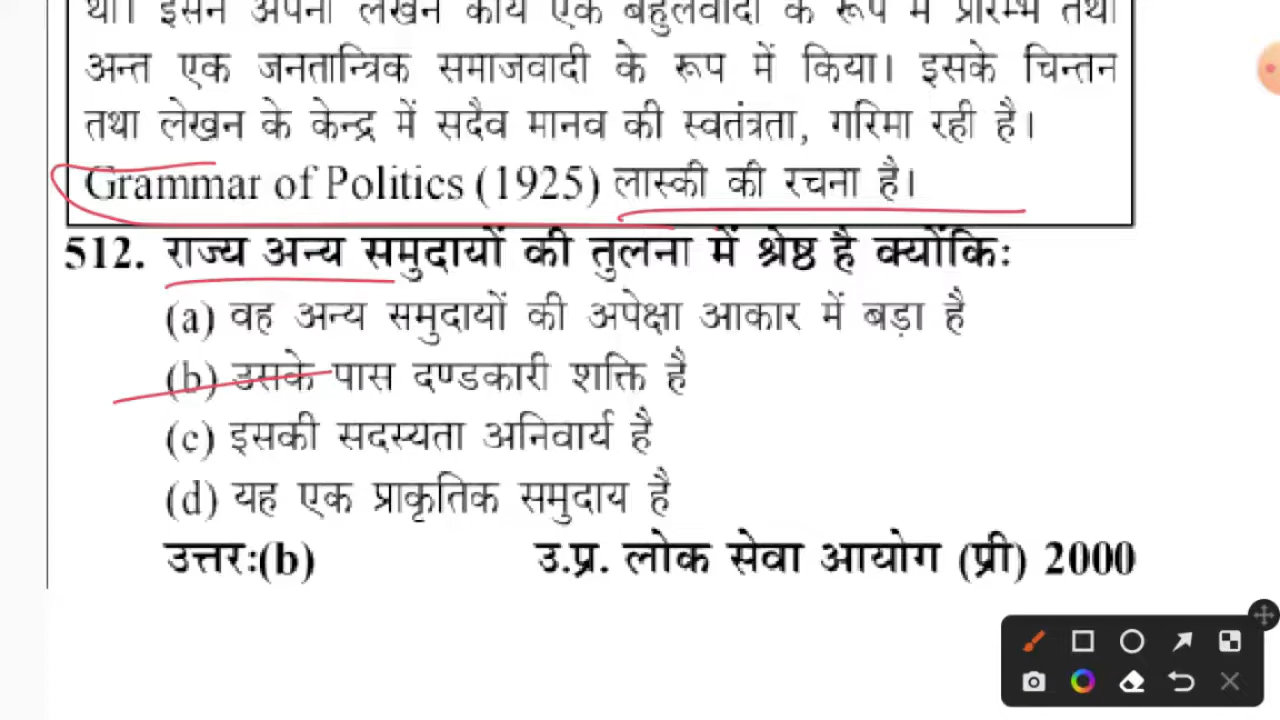 था। इसने अपना लेखन कार्य एक बहुलवादी के रूप में प्रारम्भ तथा
अन्त एक जनतान्त्रिक समाजवादी के रूप में किया। इसके चिन्तन
तथा लेखन के केन्द्र में सदैव मानव की स्वतंत्रता, गरिमा रही है।
Grammar of Politics (1925) लास्की की रचना है।
512. राज्य अन्य समुदायों की तुलना में श्रेष्ठ है क्योंकिः
(a) वह अन्य समुदायों की अपेक्षा आकार में बड़ा है
(b) उसके पास दण्डकारी शक्ति है
(c) इसकी सदस्यता अनिवार्य है
(d) यह एक प्राकृतिक समुदाय है
उत्तरः(b) उ.प्र. लोक सेवा आयोग (प्री) 2000